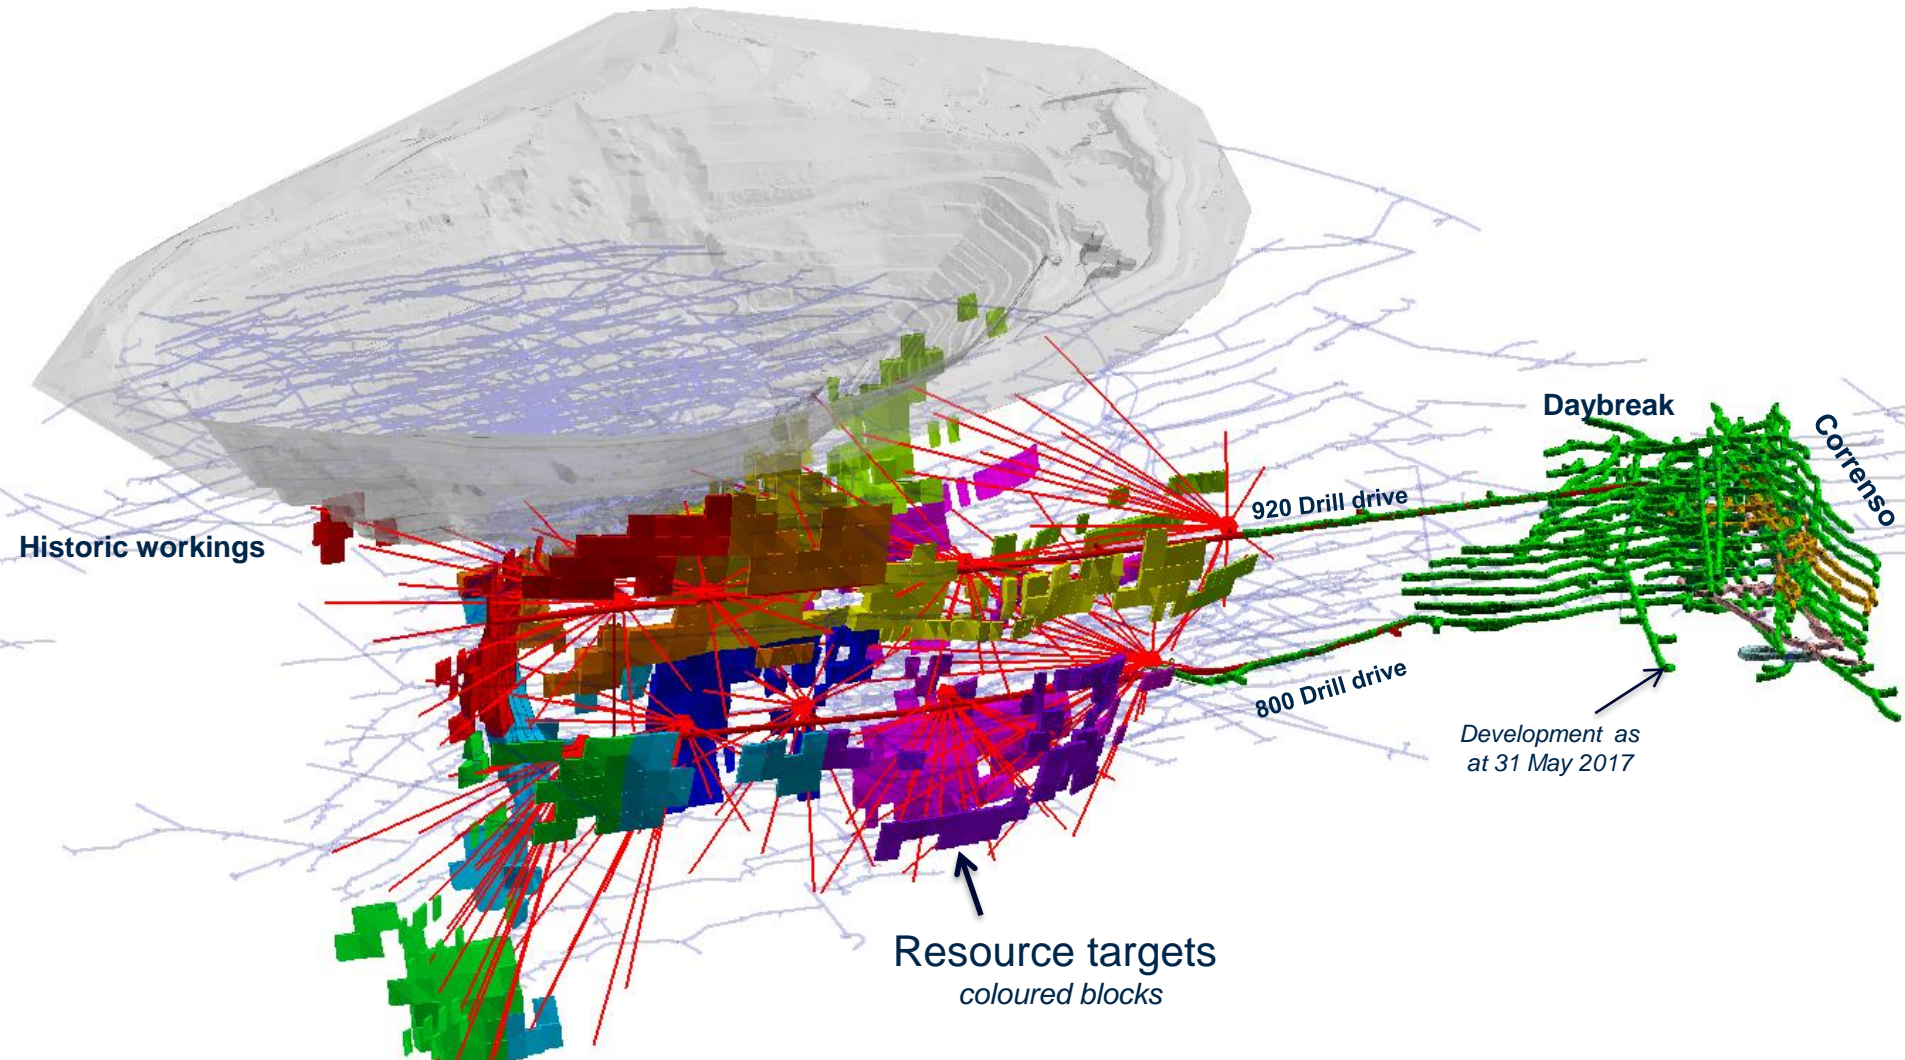 Daybreak
Correnso
920 Drill drive
Historic workings
800 Drill drive
Development as
at 31 May 2017
Resource targets
coloured blocks